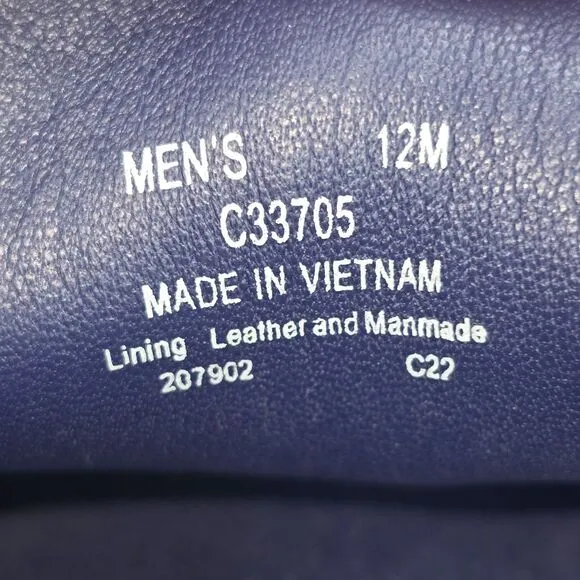 MEN'S 12M
C33705
MADE IN VIETNAM
Lining Leather and Manmade
207902 C22